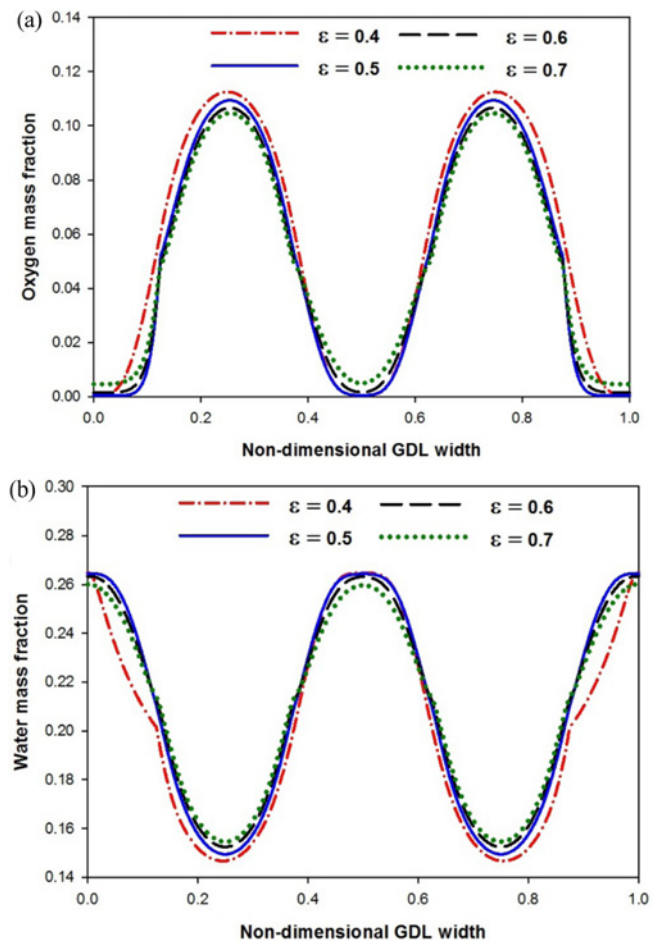 (a)
0.14
ε = 0.4 ε = 0.6
ε = 0.5 ε = 0.7
0.12
0.10
0.08
0.06
0.04
0.02
0.00
Oxygen mass fraction
0.0 0.2 0.4 0.6 0.8 1.0
Non-dimensional GDL width
(b)
0.30
ε = 0.4 ε = 0.6
ε = 0.5 ε = 0.7
0.28
0.26
0.24
0.22
0.20
0.18
0.16
0.14
Water mass fraction
0.0 0.2 0.4 0.6 0.8 1.0
Non-dimensional GDL width